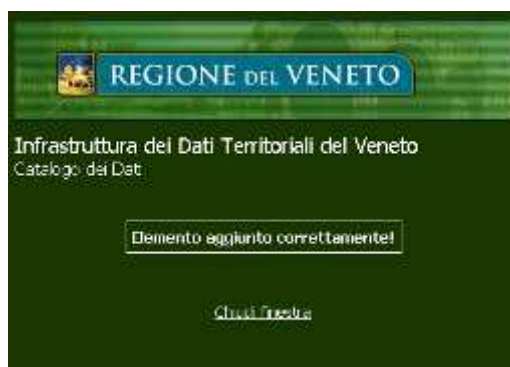 REGIONE DEL VENETO
Infrastruttura dei Dati Territoriali del Veneto
Catalogo dei Dati
Elemento aggiunto correttamente!
Chiudi finestra